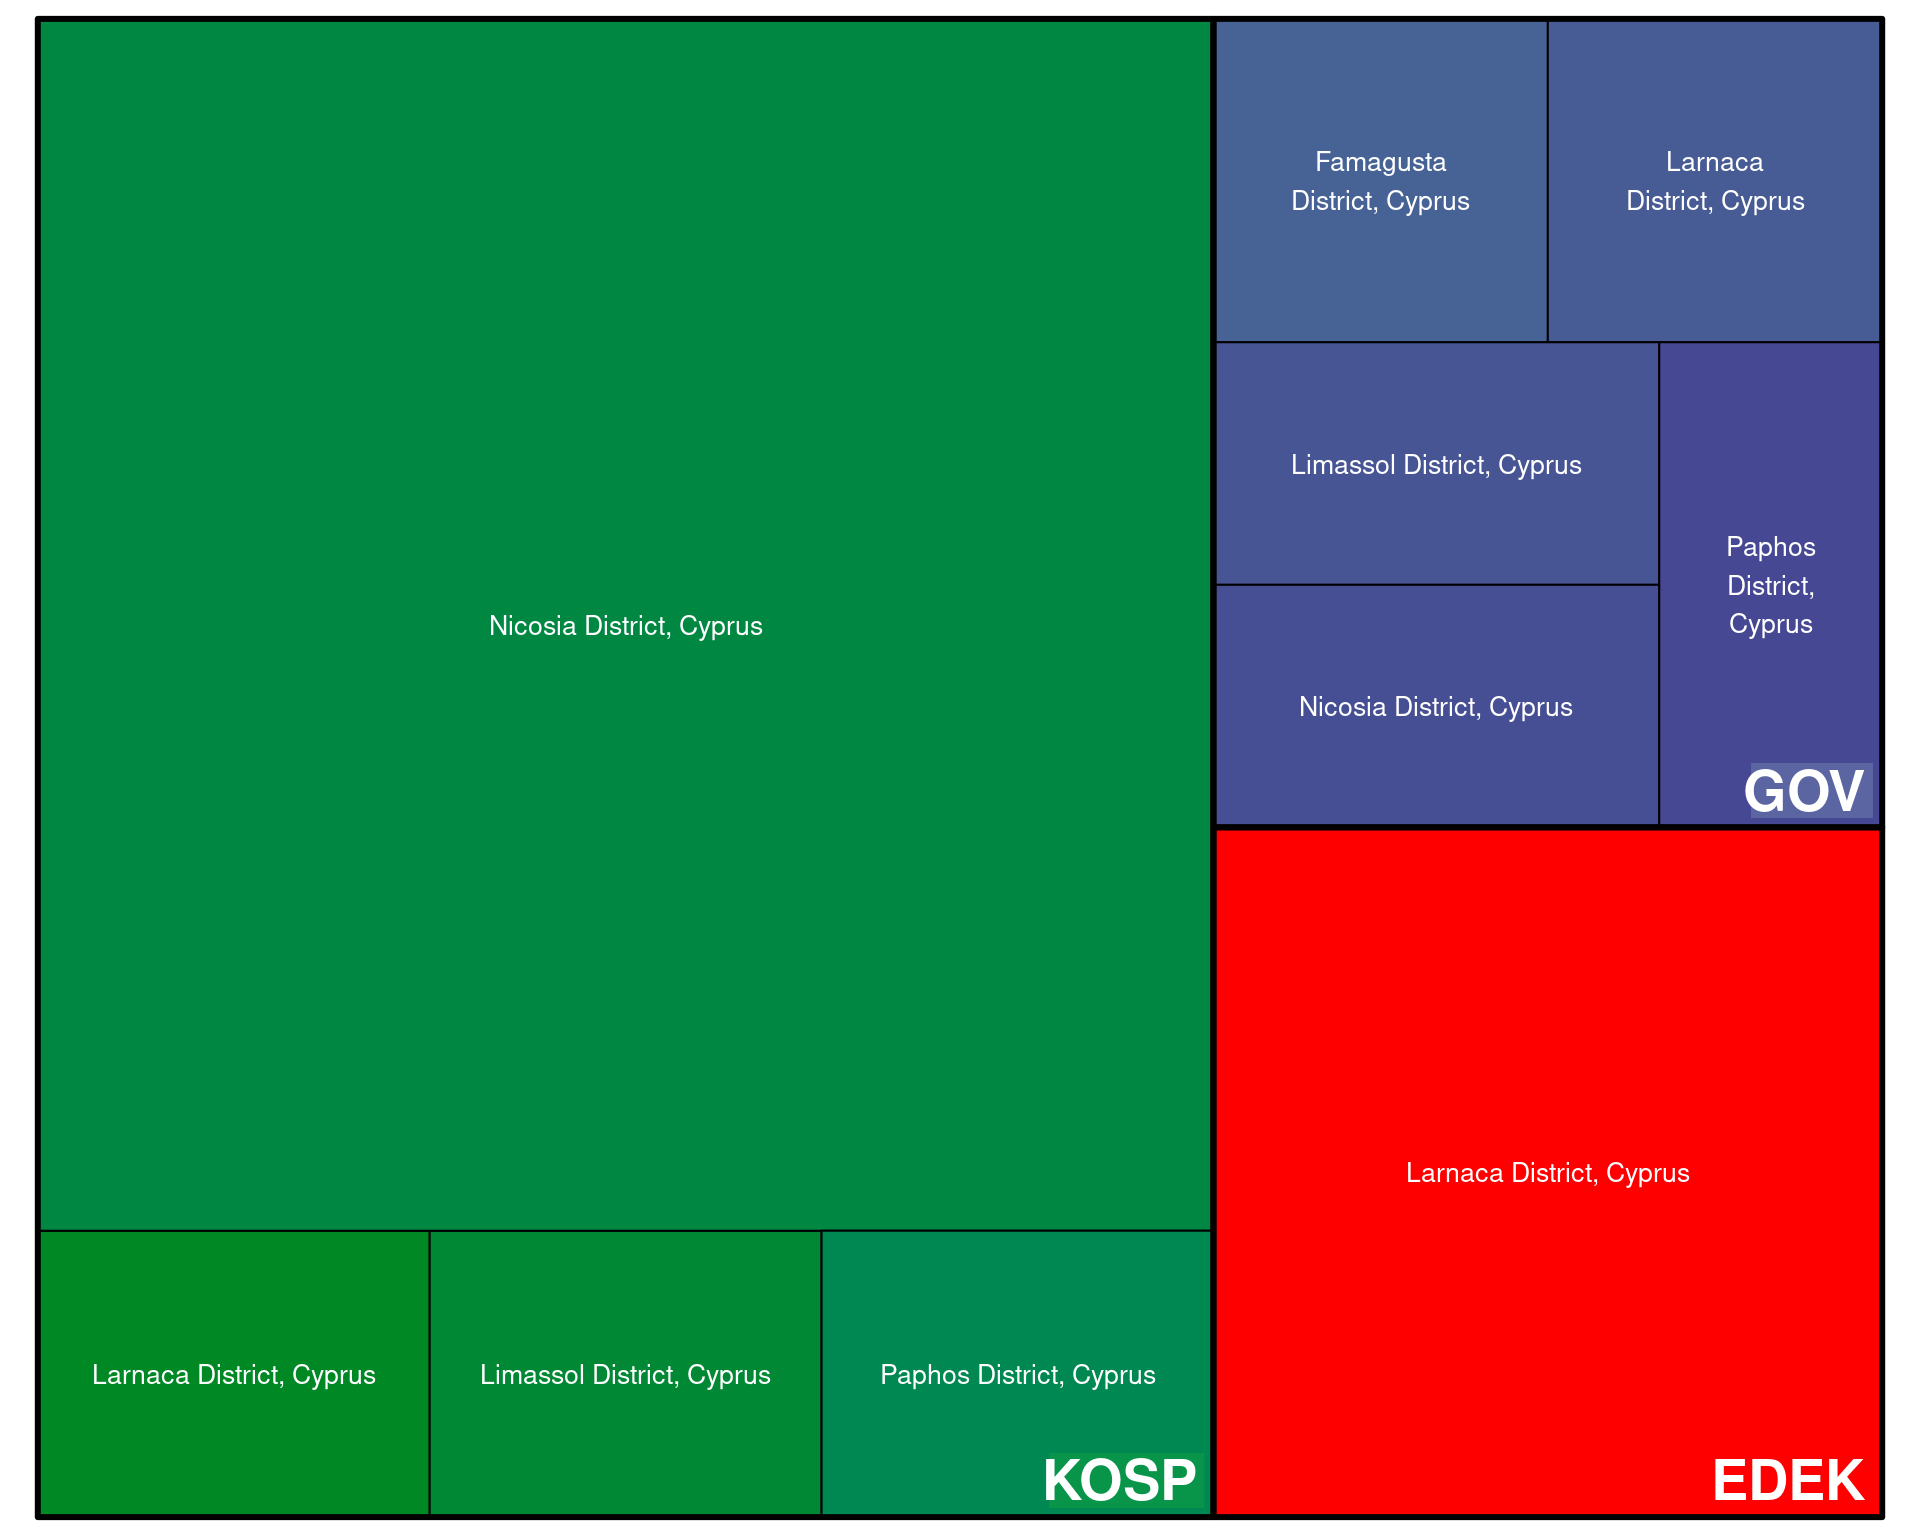 Nicosia District, Cyprus
Larnaca District, Cyprus
Limassol District, Cyprus
Paphos District, Cyprus
KOSP
Famagusta
District, Cyprus
Larnaca
District, Cyprus
Limassol District, Cyprus
Nicosia District, Cyprus
Paphos
District,
Cyprus
GOV
Larnaca District, Cyprus
EDEK